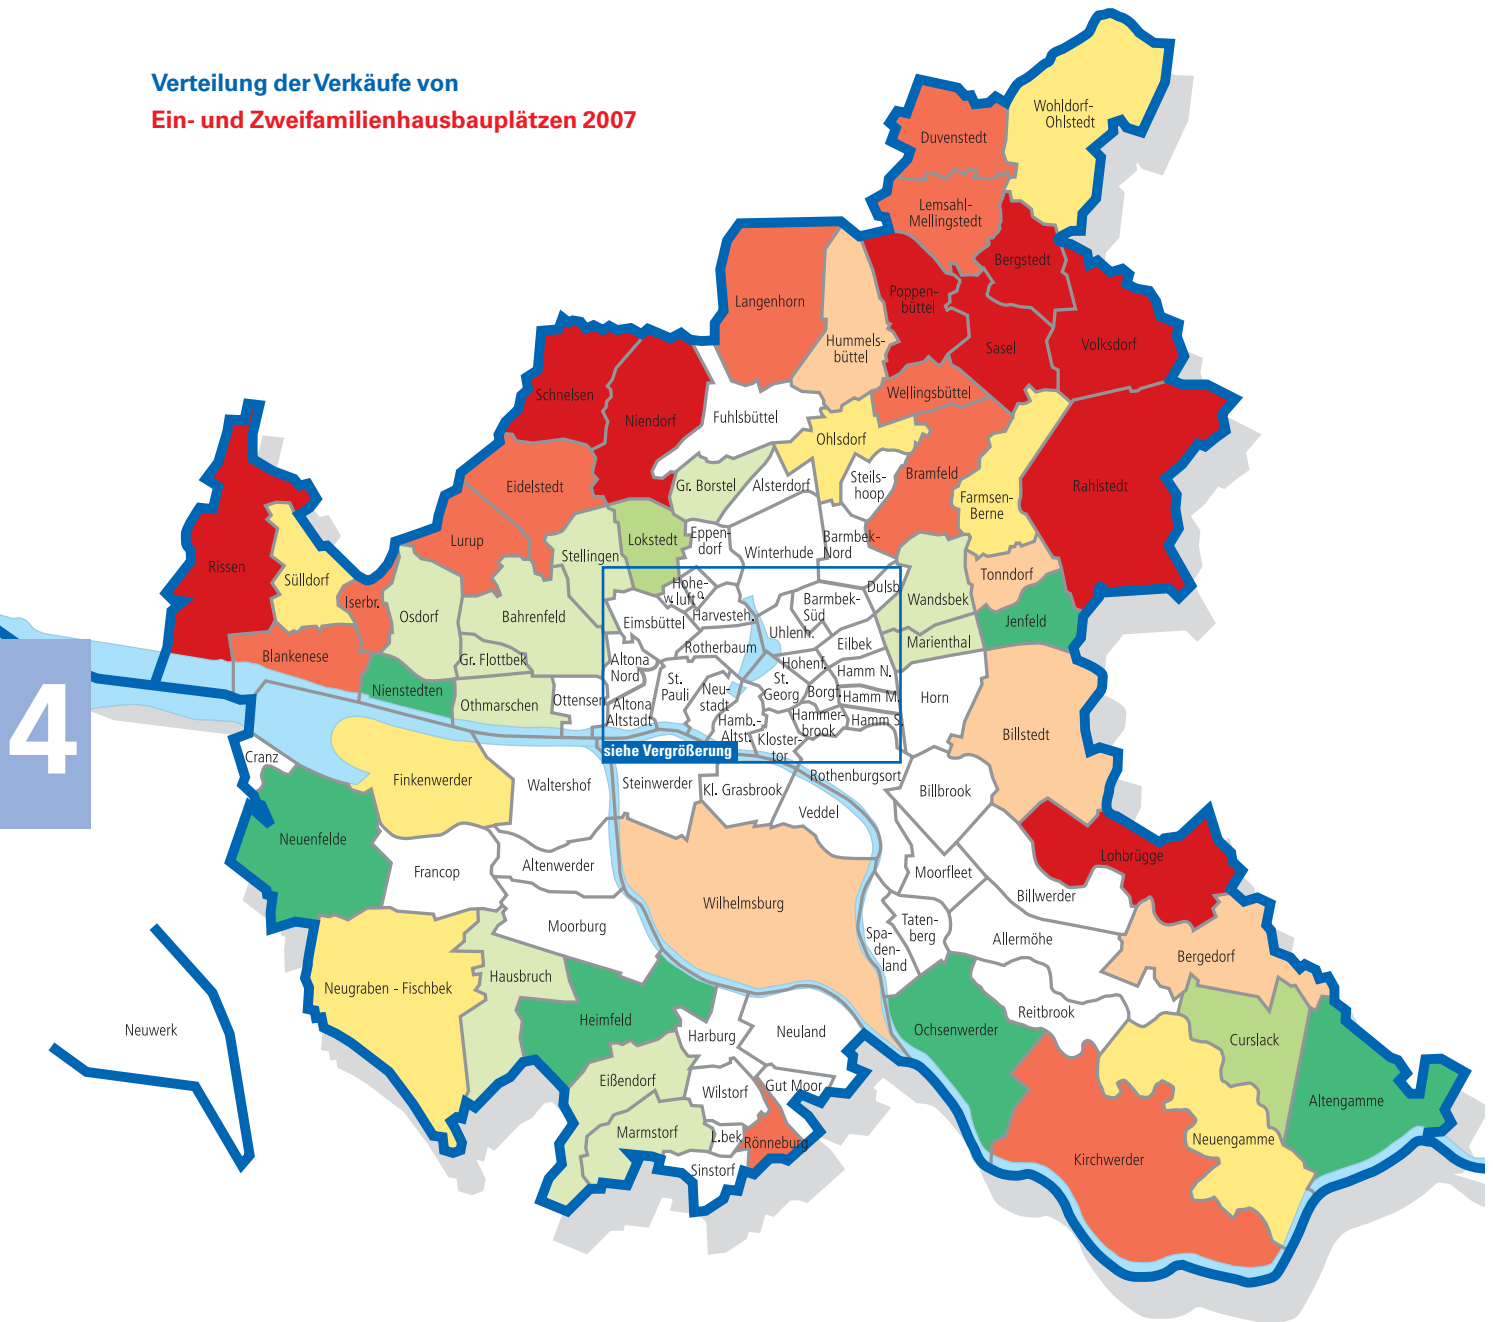 Verteilung der Verkäufe von
Ein- und Zweifamilienhausbauplätzen 2007
Wohldorf-
Ohlstedt
Duvenstedt
Lemsahl-
Mellingstedt
Bergstedt
Poppen-
büttel
Langenhorn
Hummels-
büttel
Sasel
Volksdorf
Schnelsen
Niendorf
Wellingsbüttel
Fuhlsbüttel
Ohlsdorf
Steils-
hoop
Bramfeld
Farmsen-
Berne
Rahlstedt
Eidelstedt
Gr. Borstel
Alsterdorf
Lurup
Stellingen
Lokstedt
Eppen-
dorf
Winterhude
Barmbek-
Nord
Rissen
Sülldorf
Tonndorf
Iserbr.
Osdorf
Bahrenfeld
Hohe-
w.luft o.
Harvesteh.
Eimsbüttel
Dulsb.
Barmbek-
Süd
Wandsbek
Jenfeld
Uhlenh.
Eilbek
Marienthal
Rotherbaum
Blankenese
Gr. Flottbek
Altona
Nord
Hohenf.
Hamm N.
Nienstedten
Othmarschen
Ottensen
St.
Pauli
Neu-
stadt
St.
Georg
Borgf.
Hamm M.
Horn
Altona
Altstadt
Hamb.-
Altst.
Hammer-
brook
Hamm S.
Kloster-
tor
Billstedt
siehe Vergrößerung
4
Cranz
Finkenwerder
Waltershof
Steinwerder
Kl. Grasbrook
Rothenburgsort
Veddel
Billbrook
Neuenfelde
Francop
Altenwerder
Moorfleet
Lohbrügge
Billwerder
Wilhelmsburg
Moorburg
Taten-
berg
Spa-
den-
land
Allermöhe
Bergedorf
Hausbruch
Neugraben - Fischbek
Neuwerk
Heimfeld
Harburg
Neuland
Ochsenwerder
Reitbrook
Curslack
Eißendorf
Wilstorf
Gut Moor
Altengamme
Marmstorf
L.bek
Rönneburg
Neuengamme
Kirchwerder
Sinstorf